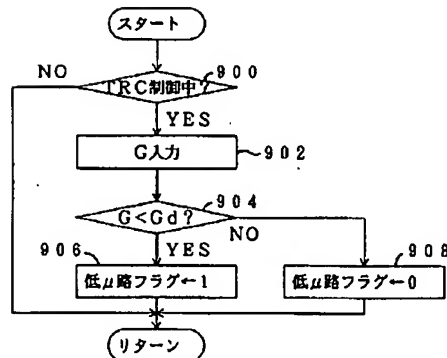 スタート
NO
900
TRC制御中?
YES
G入力
902
904
G<Gd?
NO
906
YES
908
低μ路フラグ←1
低μ路フラグ←0
リターン